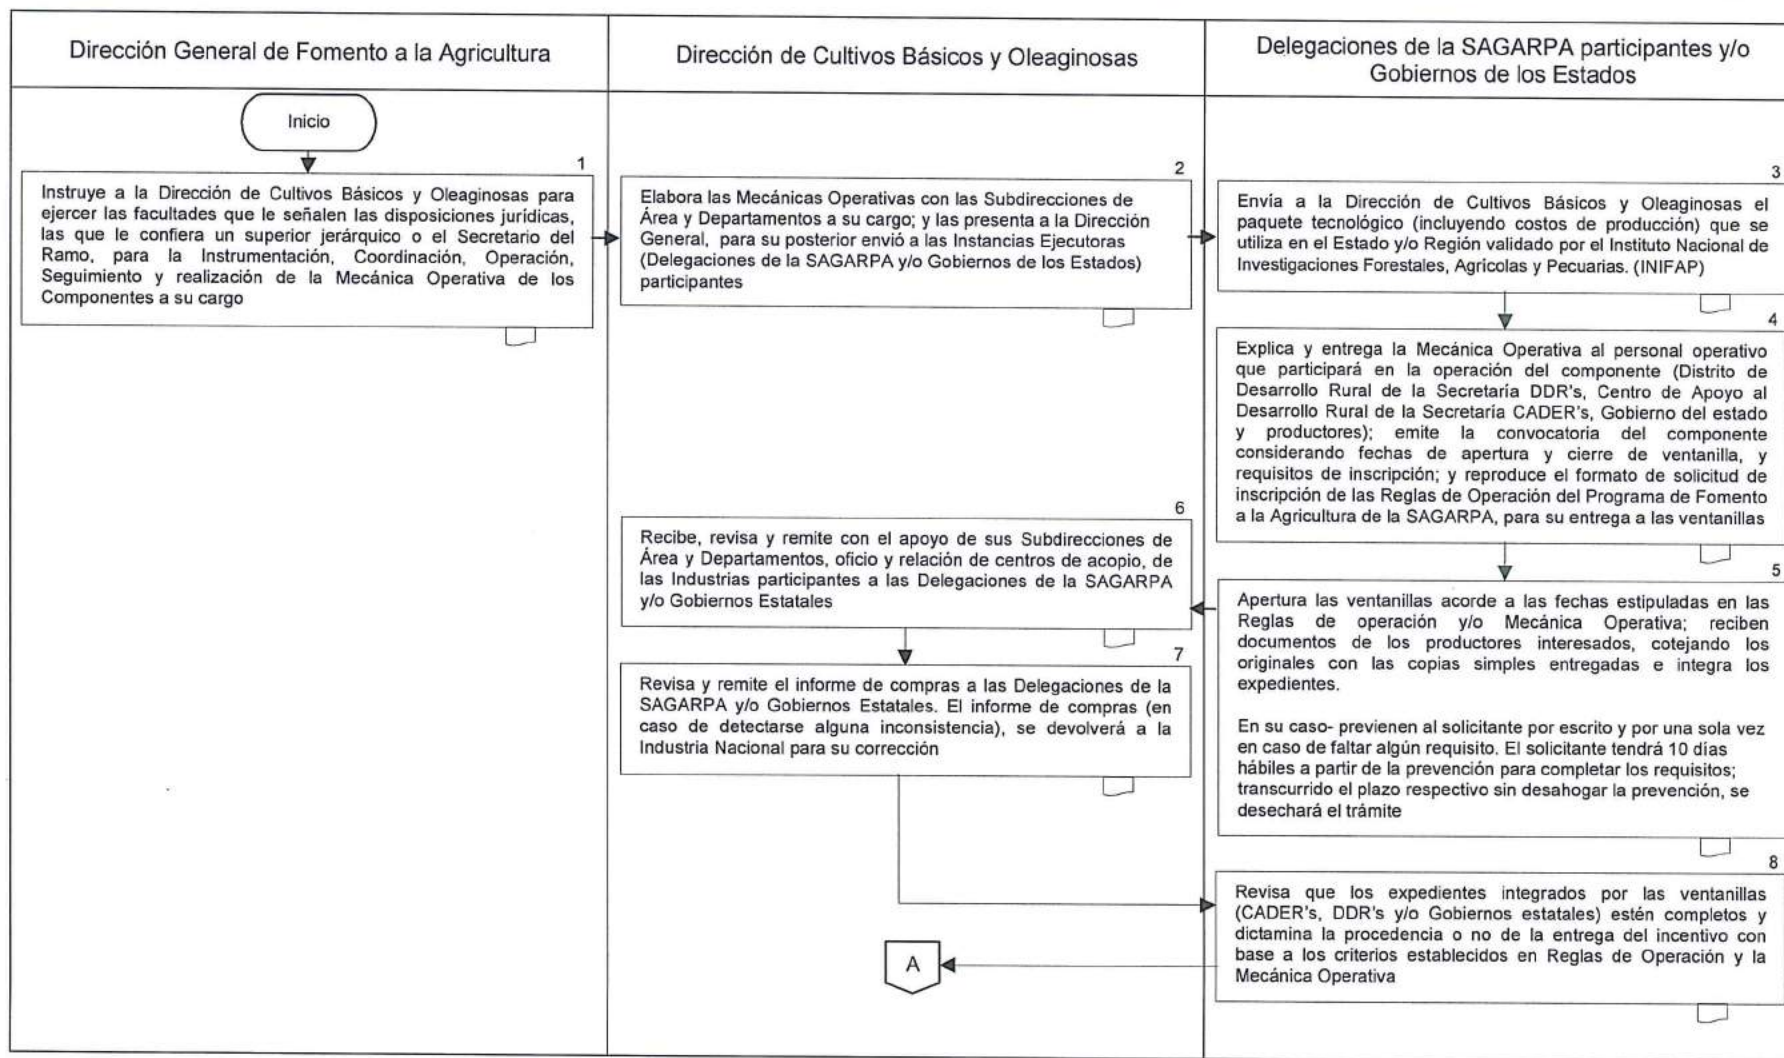 Dirección General de Fomento a la Agricultura
Dirección de Cultivos Básicos y Oleaginosas
Delegaciones de la SAGARPA participantes y/o
Gobiernos de los Estados
Inicio
1
Instruye a la Dirección de Cultivos Básicos y Oleaginosas para
ejercer las facultades que le señalen las disposiciones jurídicas,
las que le confiera un superior jerárquico o el Secretario del
Ramo, para la Instrumentación, Coordinación, Operación,
Seguimiento y realización de la Mecánica Operativa de los
Componentes a su cargo
2
Elabora las Mecánicas Operativas con las Subdirecciones de
Área y Departamentos a su cargo; y las presenta a la Dirección
General, para su posterior envió a las Instancias Ejecutoras
(Delegaciones de la SAGARPA y/o Gobiernos de los Estados)
participantes
3
Envía a la Dirección de Cultivos Básicos y Oleaginosas el
paquete tecnológico (incluyendo costos de producción) que se
utiliza en el Estado y/o Región validado por el Instituto Nacional de
Investigaciones Forestales, Agrícolas y Pecuarias. (INIFAP)
4
Explica y entrega la Mecánica Operativa al personal operativo
que participará en la operación del componente (Distrito de
Desarrollo Rural de la Secretaría DDR's, Centro de Apoyo al
Desarrollo Rural de la Secretaría CADER's, Gobierno del estado
y productores); emite la convocatoria del componente
considerando fechas de apertura y cierre de ventanilla, y
requisitos de inscripción; y reproduce el formato de solicitud de
inscripción de las Reglas de Operación del Programa de Fomento
a la Agricultura de la SAGARPA, para su entrega a las ventanillas
5
Apertura las ventanillas acorde a las fechas estipuladas en las
Reglas de operación y/o Mecánica Operativa; reciben
documentos de los productores interesados, cotejando los
originales con las copias simples entregadas e integra los
expedientes.
En su caso- previenen al solicitante por escrito y por una sola vez
en caso de faltar algún requisito. El solicitante tendrá 10 días
hábiles a partir de la prevención para completar los requisitos;
transcurrido el plazo respectivo sin desahogar la prevención, se
desechará el trámite
6
Recibe, revisa y remite con el apoyo de sus Subdirecciones de
Área y Departamentos, oficio y relación de centros de acopio, de
las Industrias participantes a las Delegaciones de la SAGARPA
y/o Gobiernos Estatales
7
Revisa y remite el informe de compras a las Delegaciones de la
SAGARPA y/o Gobiernos Estatales. El informe de compras (en
caso de detectarse alguna inconsistencia), se devolverá a la
Industria Nacional para su corrección
8
Revisa que los expedientes integrados por las ventanillas
(CADER's, DDR's y/o Gobiernos estatales) estén completos y
dictamina la procedencia o no de la entrega del incentivo con
base a los criterios establecidos en Reglas de Operación y la
Mecánica Operativa
A